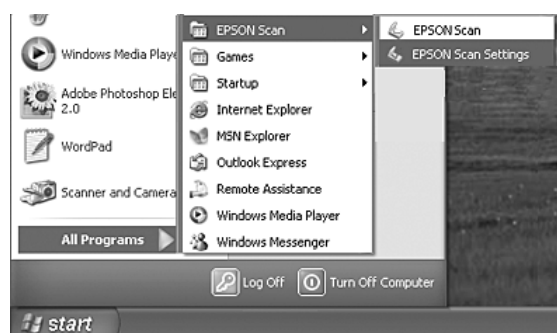 Windows Media Playe
Adobe Photoshop Ele
2.0
WordPad
Scanner and Camera
All Programs
EPSON Scan
Games
Startup
Internet Explorer
MSN Explorer
Outlook Express
Remote Assistance
Windows Media Player
Windows Messenger
EPSON Scan
EPSON Scan Settings
Log Off
Turn Off Computer
start